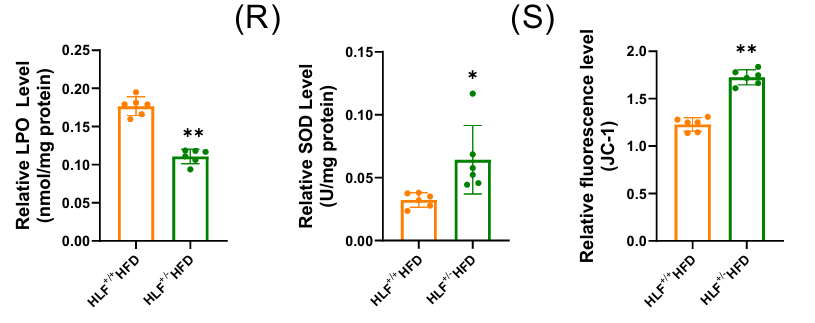 (R)
(S)
Relative LPO Level
(nmol/mg protein)
0.25
0.20
0.15
0.10
0.05
0.00
**
HLF+/+HFD
HLF+/-HFD
Relative SOD Level
(U/mg protein)
0.15
0.10
0.05
0.00
*
HLF+/+HFD
HLF+/-HFD
Relative fluorescence level
(JC-1)
2.0
1.5
1.0
0.5
0.0
**
HLF+/+HFD
HLF+/-HFD